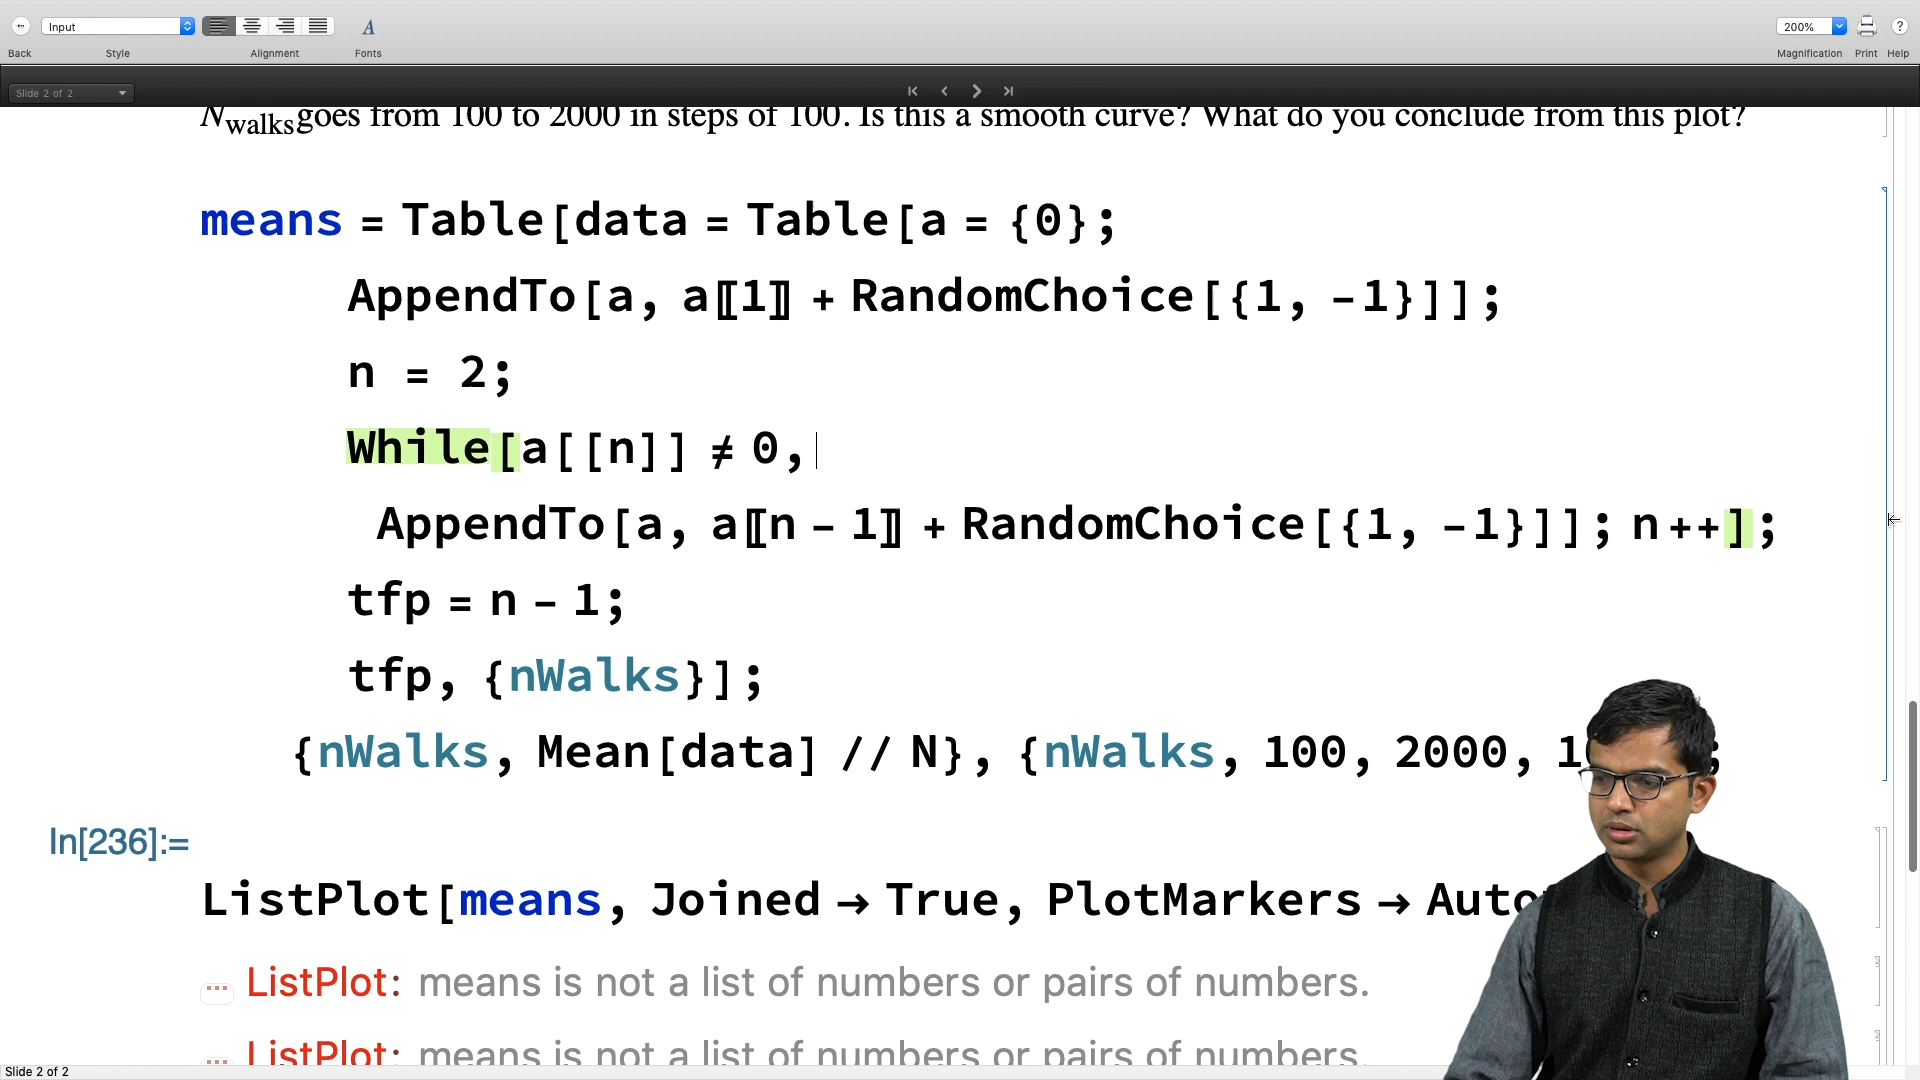 Input
200%
Back Style Alignment Fonts Magnification Print Help
Slide 2 of 2
Nwalks goes from 100 to 2000 in steps of 100. Is this a smooth curve? What do you conclude from this plot?
means = Table[data = Table[a = {0};
AppendTo[a, a〚1〛 + RandomChoice[{1, -1}]];
n = 2;
While[a[[n]] ≠ 0,
AppendTo[a, a〚n - 1〛 + RandomChoice[{1, -1}]]; n++];
tfp = n - 1;
tfp, {nWalks}];
{nWalks, Mean[data] // N}, {nWalks, 100, 2000,
In[236]:=
ListPlot[means, Joined → True, PlotMarkers →
ListPlot: means is not a list of numbers or pairs of numbers.
ListPlot: means is not a list of numbers or pairs of numbers.
Slide 2 of 2